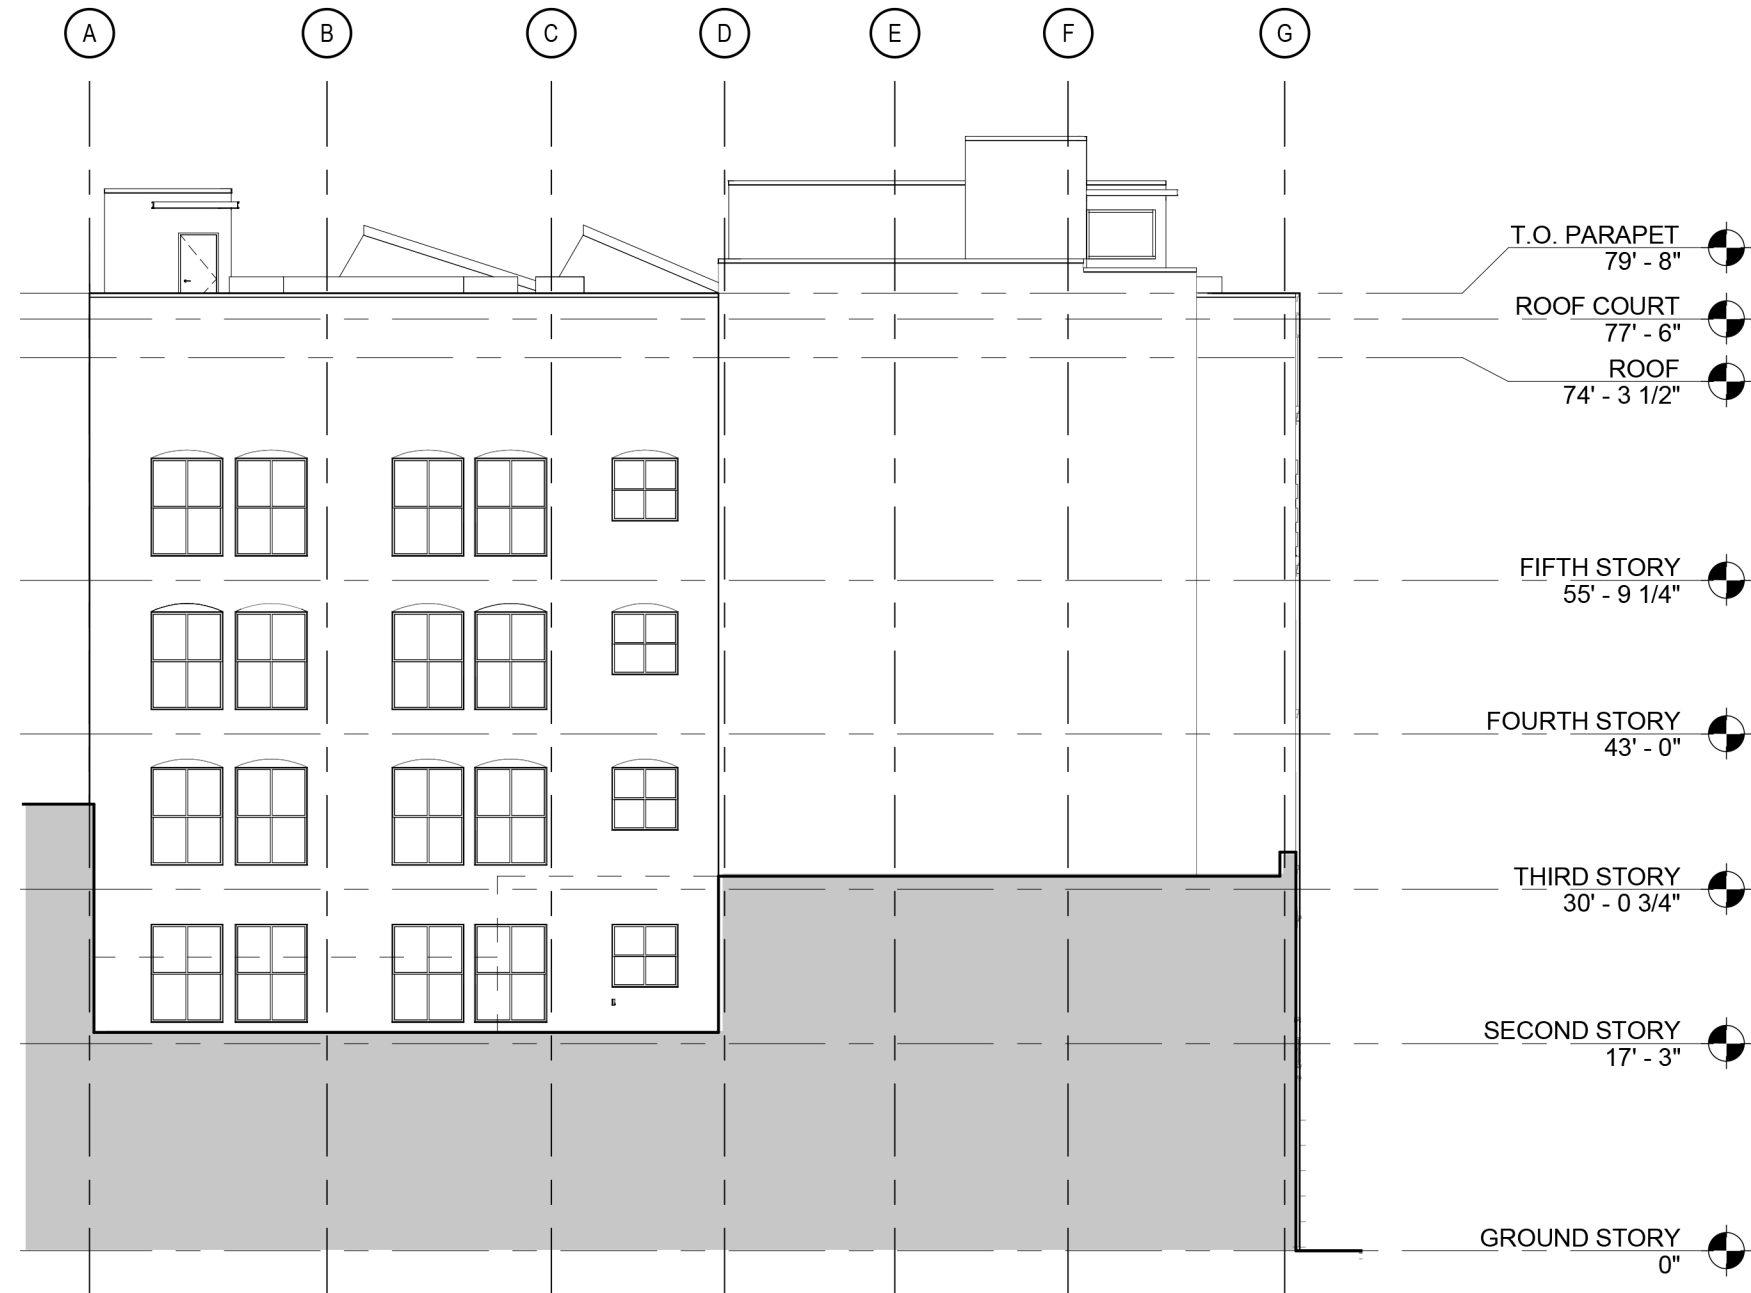 A B C D E F G
T.O. PARAPET
79' - 8"
ROOF COURT
77' - 6"
ROOF
74' - 3 1/2"
FIFTH STORY
55' - 9 1/4"
FOURTH STORY
43' - 0"
THIRD STORY
30' - 0 3/4"
SECOND STORY
17' - 3"
GROUND STORY
0"